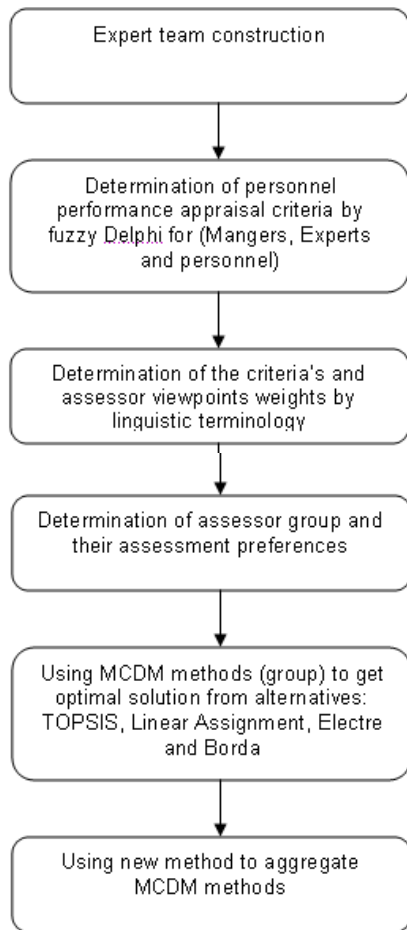 Expert team construction
Determination of personnel
performance appraisal criteria by
fuzzy Delphi for (Mangers, Experts
and personnel)
Determination of the criteria's and
assessor viewpoints weights by
linguistic terminology
Determination of assessor group and
their assessment preferences
Using MCDM methods (group) to get
optimal solution from alternatives:
TOPSIS, Linear Assignment, Electre
and Borda
Using new method to aggregate
MCDM methods